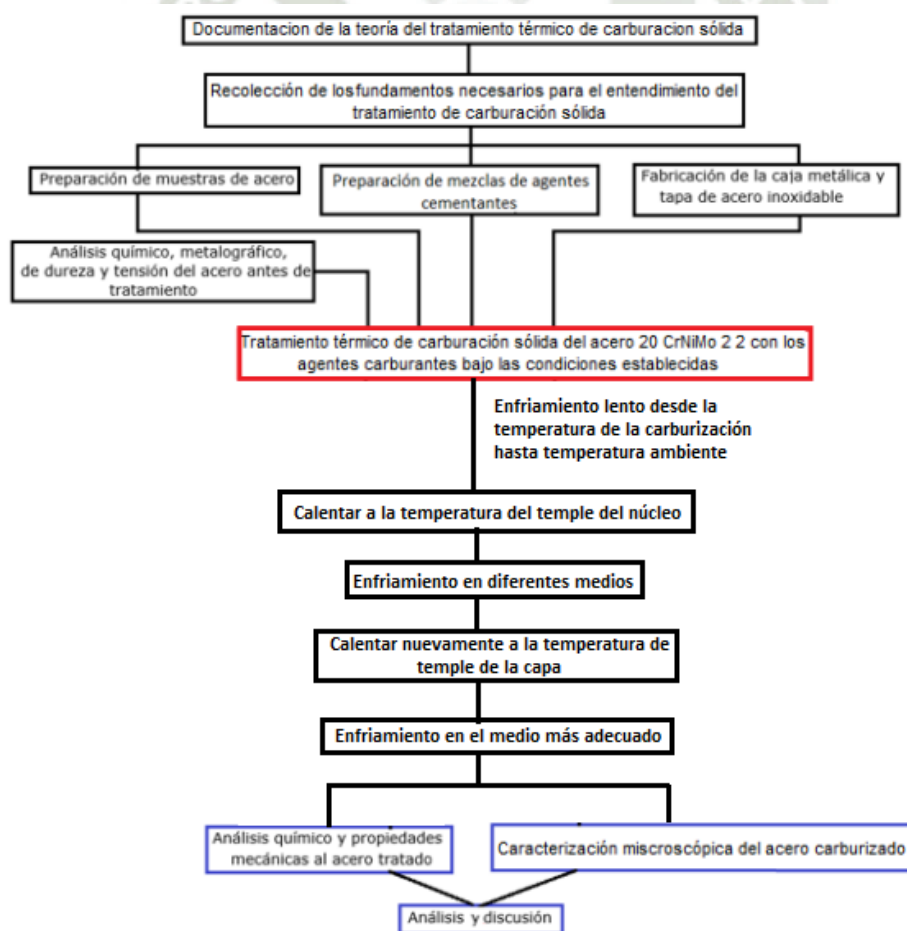 Documentacion de la teoría del tratamiento térmico de carburacion sólida
Recolección de losfundamentos necesarios para el entendimiento del
tratamiento de carburación sólida
Preparación de muestras de acero
Preparación de mezclas de agentes
cementantes
Fabricación de la caja metálica y
tapa de acero inoxidable
Análisis químico, metalográfico,
de dureza y tensión del acero antes de
tratamiento
Tratamiento térmico de carburación sólida del acero 20 CrNiMo 2 2 con los
agentes carburantes bajo las condiciones establecidas
Enfriamiento lento desde la
temperatura de la carburización
hasta temperatura ambiente
Calentar a la temperatura del temple del núcleo
Enfriamiento en diferentes medios
Calentar nuevamente a la temperatura de
temple de la capa
Enfriamiento en el medio más adecuado
Análisis químico y propiedades
mecánicas al acero tratado
Caracterización miscroscópica del acero carburizado
Análisis y discusión